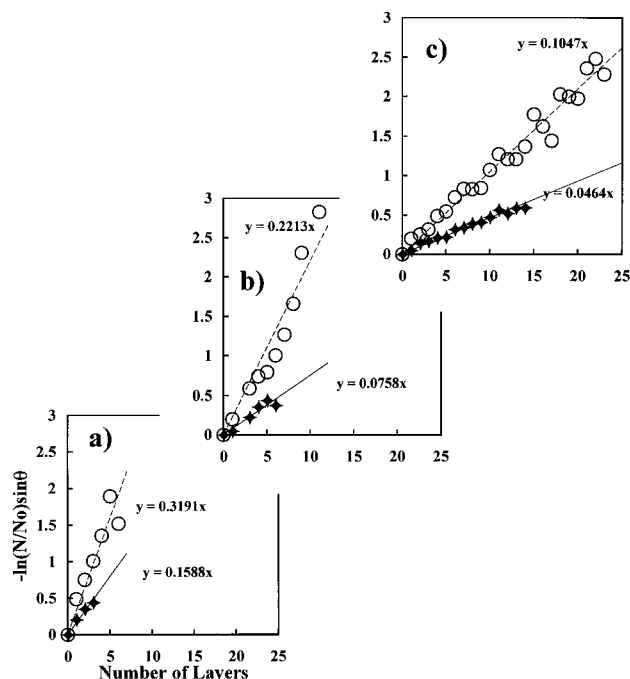 c)
3
2.5
2
1.5
1
0.5
0
y = 0.1047x
y = 0.0464x
0 5 10 15 20 25
b)
3
2.5
2
1.5
1
0.5
0
y = 0.2213x
y = 0.0758x
0 5 10 15 20 25
a)
3
2.5
2
1.5
1
0.5
0
y = 0.3191x
y = 0.1588x
0 5 10 15 20 25
-ln(N/No)sinθ
Number of Layers